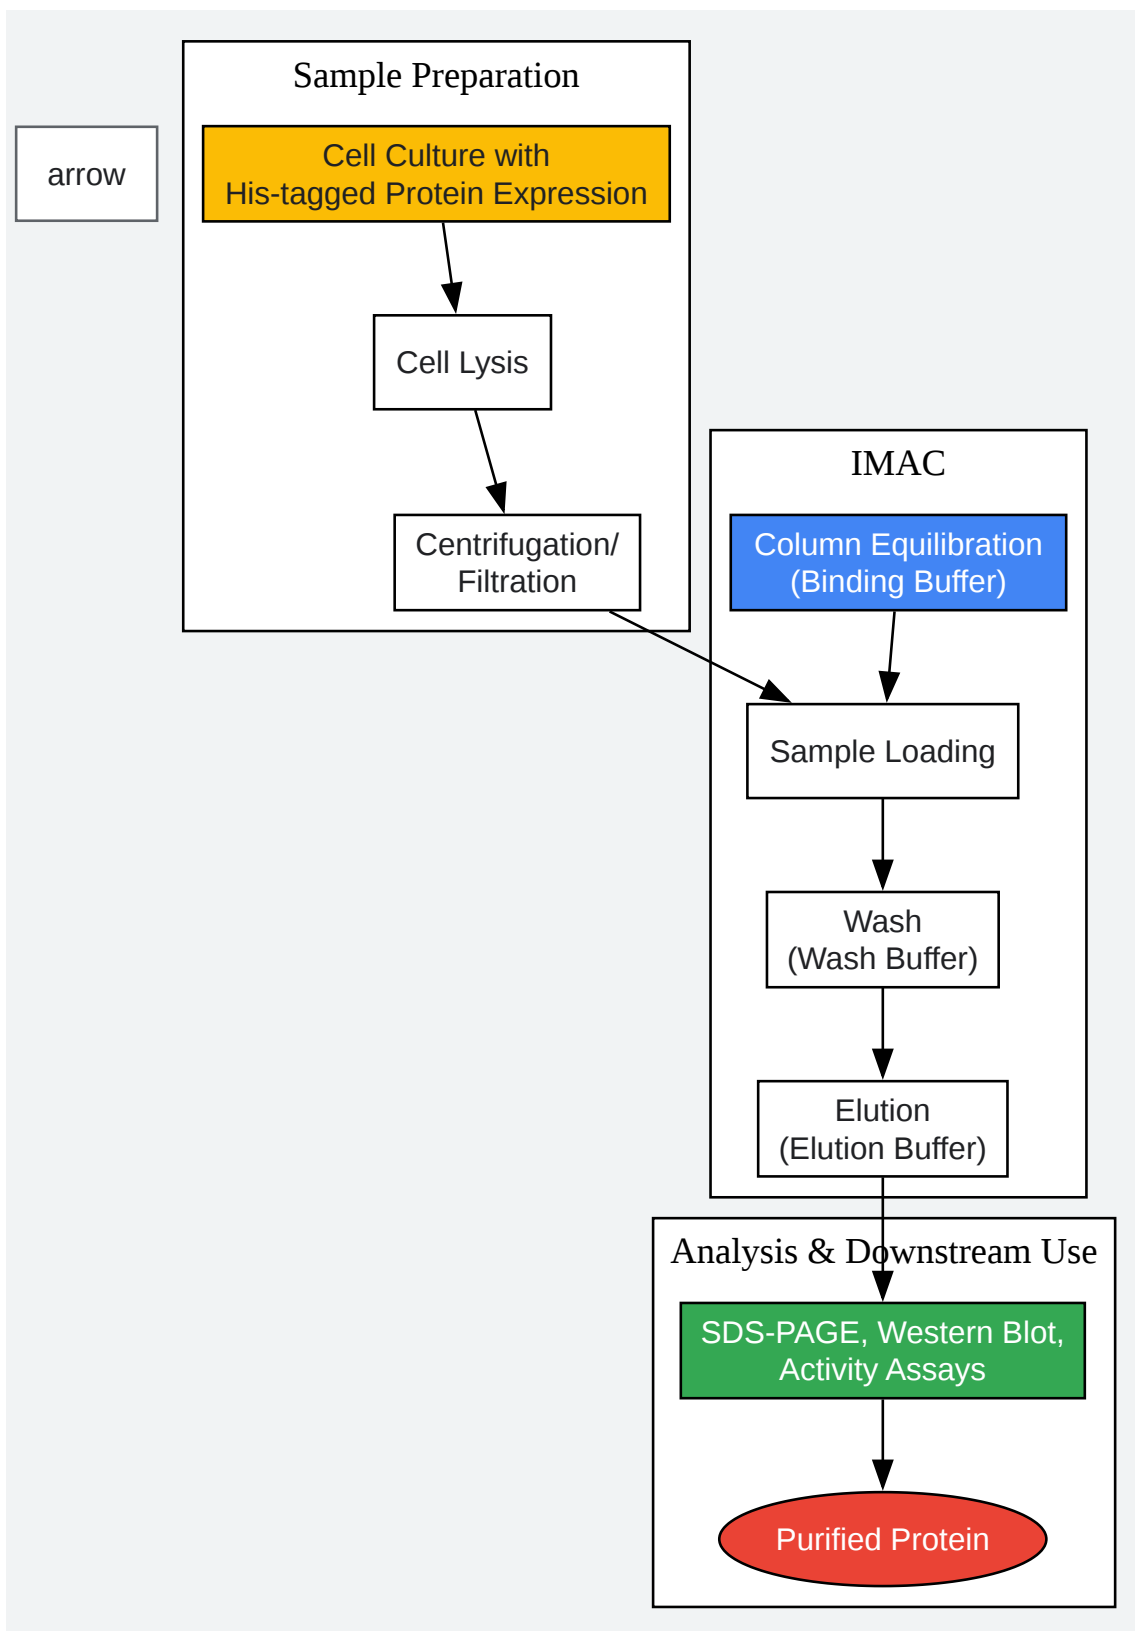 Sample Preparation
arrow
Cell Culture with
His-tagged Protein Expression
Cell Lysis
IMAC
Centrifugation/
Filtration
Column Equilibration
(Binding Buffer)
Sample Loading
Wash
(Wash Buffer)
Elution
(Elution Buffer)
Analysis & Downstream Use
SDS-PAGE, Western Blot,
Activity Assays
Purified Protein